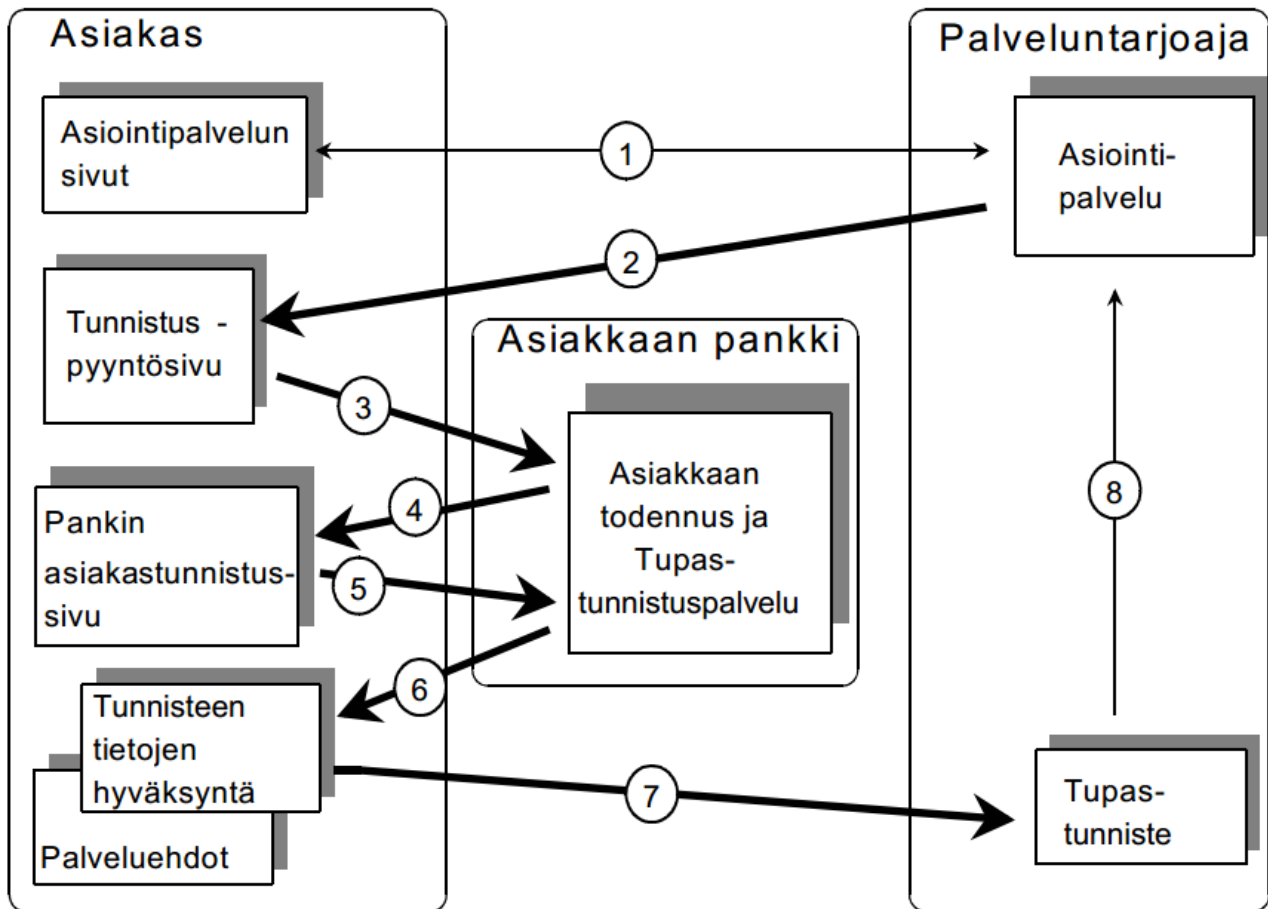 Asiakas
Asiointipalvelun
sivut
Tunnistus -
pyyntösivu
Pankin
asiakastunnistus-
sivu
Tunnisteen
tietojen
hyväksyntä
Palveluehdot
1
2
3
4
5
6
7
8
Asiakkaan pankki
Asiakkaan
todennus ja
Tupas-
tunnistuspalvelu
Palveluntarjoaja
Asiointi-
palvelu
Tupas-
tunniste